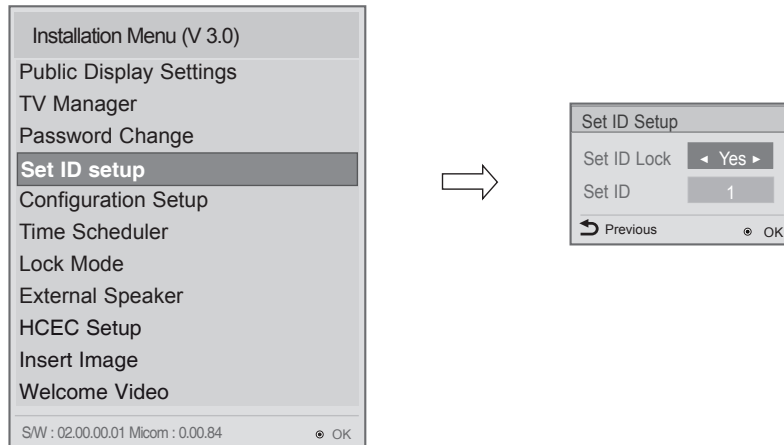 Installation Menu (V 3.0)
Public Display Settings
TV Manager
Password Change
Set ID setup
Configuration Setup
Time Scheduler
Lock Mode
External Speaker
HCEC Setup
Insert Image
Welcome Video
S/W : 02.00.00.01 Micom : 0.00.84 ◉ OK
Set ID Setup
Set ID Lock ◄ Yes ►
Set ID 1
Previous ◉ OK